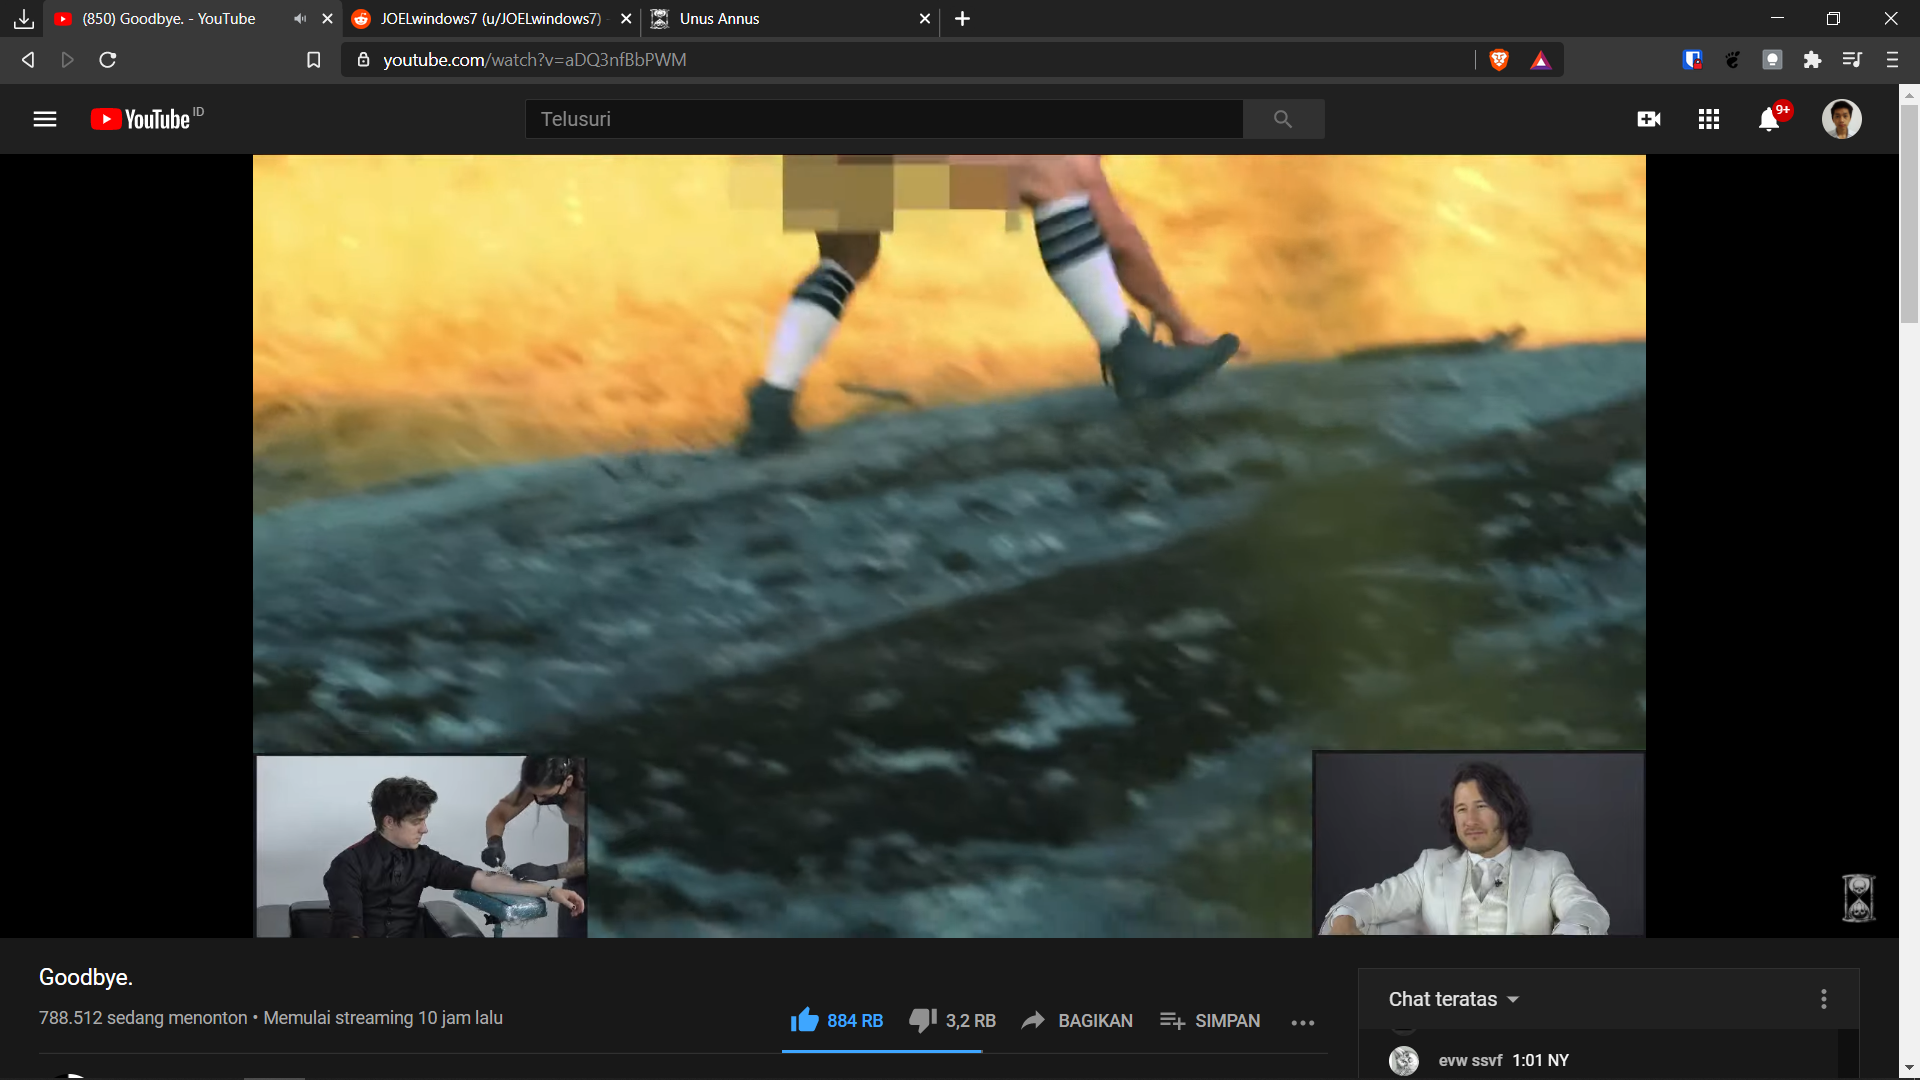 (850) Goodbye. - YouTube
JOELwindows7 (u/JOELwindows7)
Unus Annus
youtube.com/watch?v=aDQ3nfBbPWM
YouTube ID
Telusuri
9+
Goodbye.
788.512 sedang menonton • Memulai streaming 10 jam lalu
884 RB
3,2 RB
BAGIKAN
SIMPAN
Chat teratas
evw ssvf 1:01 NY